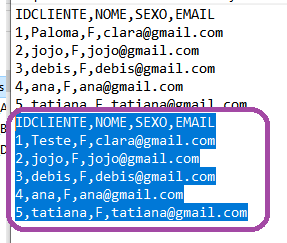 IDCLIENTE,NOME,SEXO,EMAIL
1,Paloma,F,clara@gmail.com
2,jojo,F,jojo@gmail.com
3,debis,F,debis@gmail.com
4,ana,F,ana@gmail.com
5,tatiana,F,tatiana@gmail.com
IDCLIENTE,NOME,SEXO,EMAIL
1,Teste,F,clara@gmail.com
2,jojo,F,jojo@gmail.com
3,debis,F,debis@gmail.com
4,ana,F,ana@gmail.com
5,tatiana,F,tatiana@gmail.com